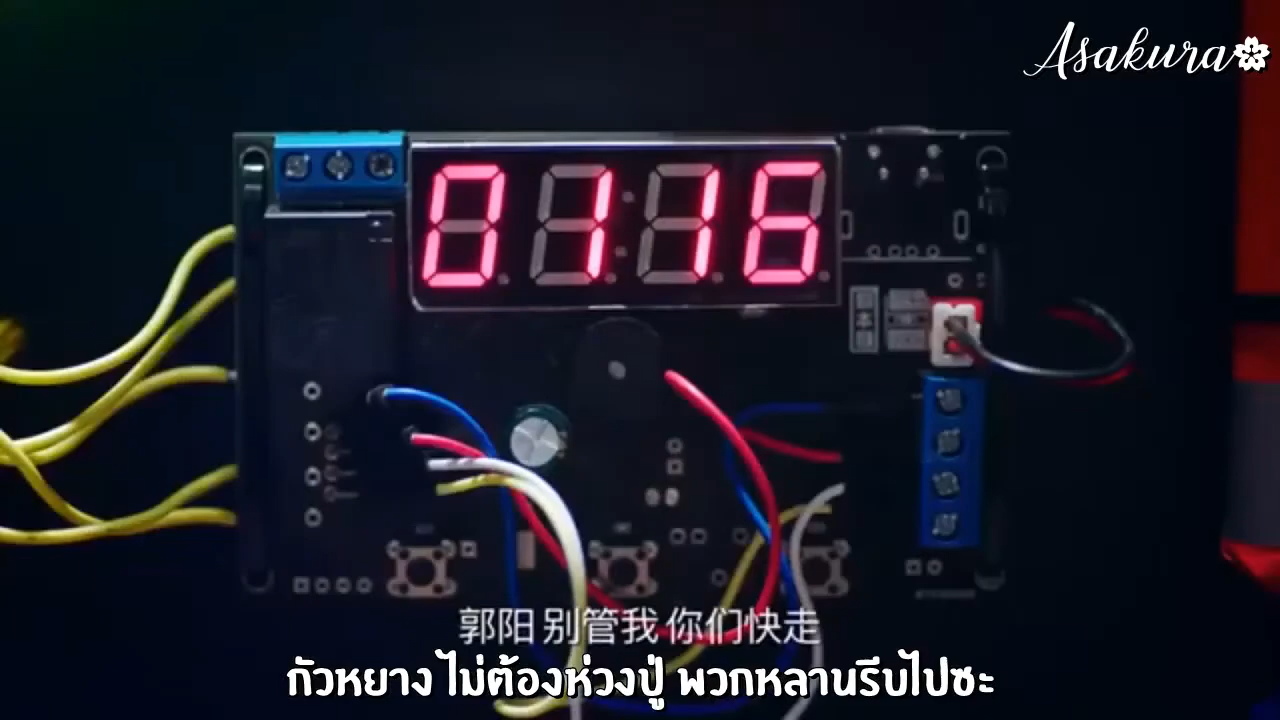 Asakura
0116
郭阳 别管我 你们快走
กัวหยาง ไม่ต้องห่วงปู่ พวกหลานรีบไปซะ